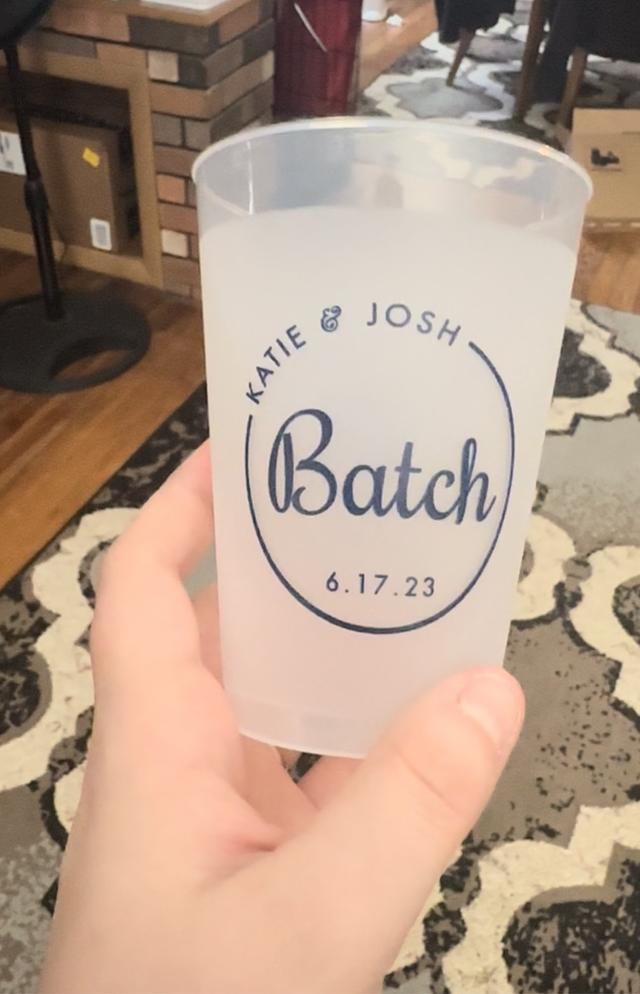 KATIE & JOSH
Batch
6.17.23